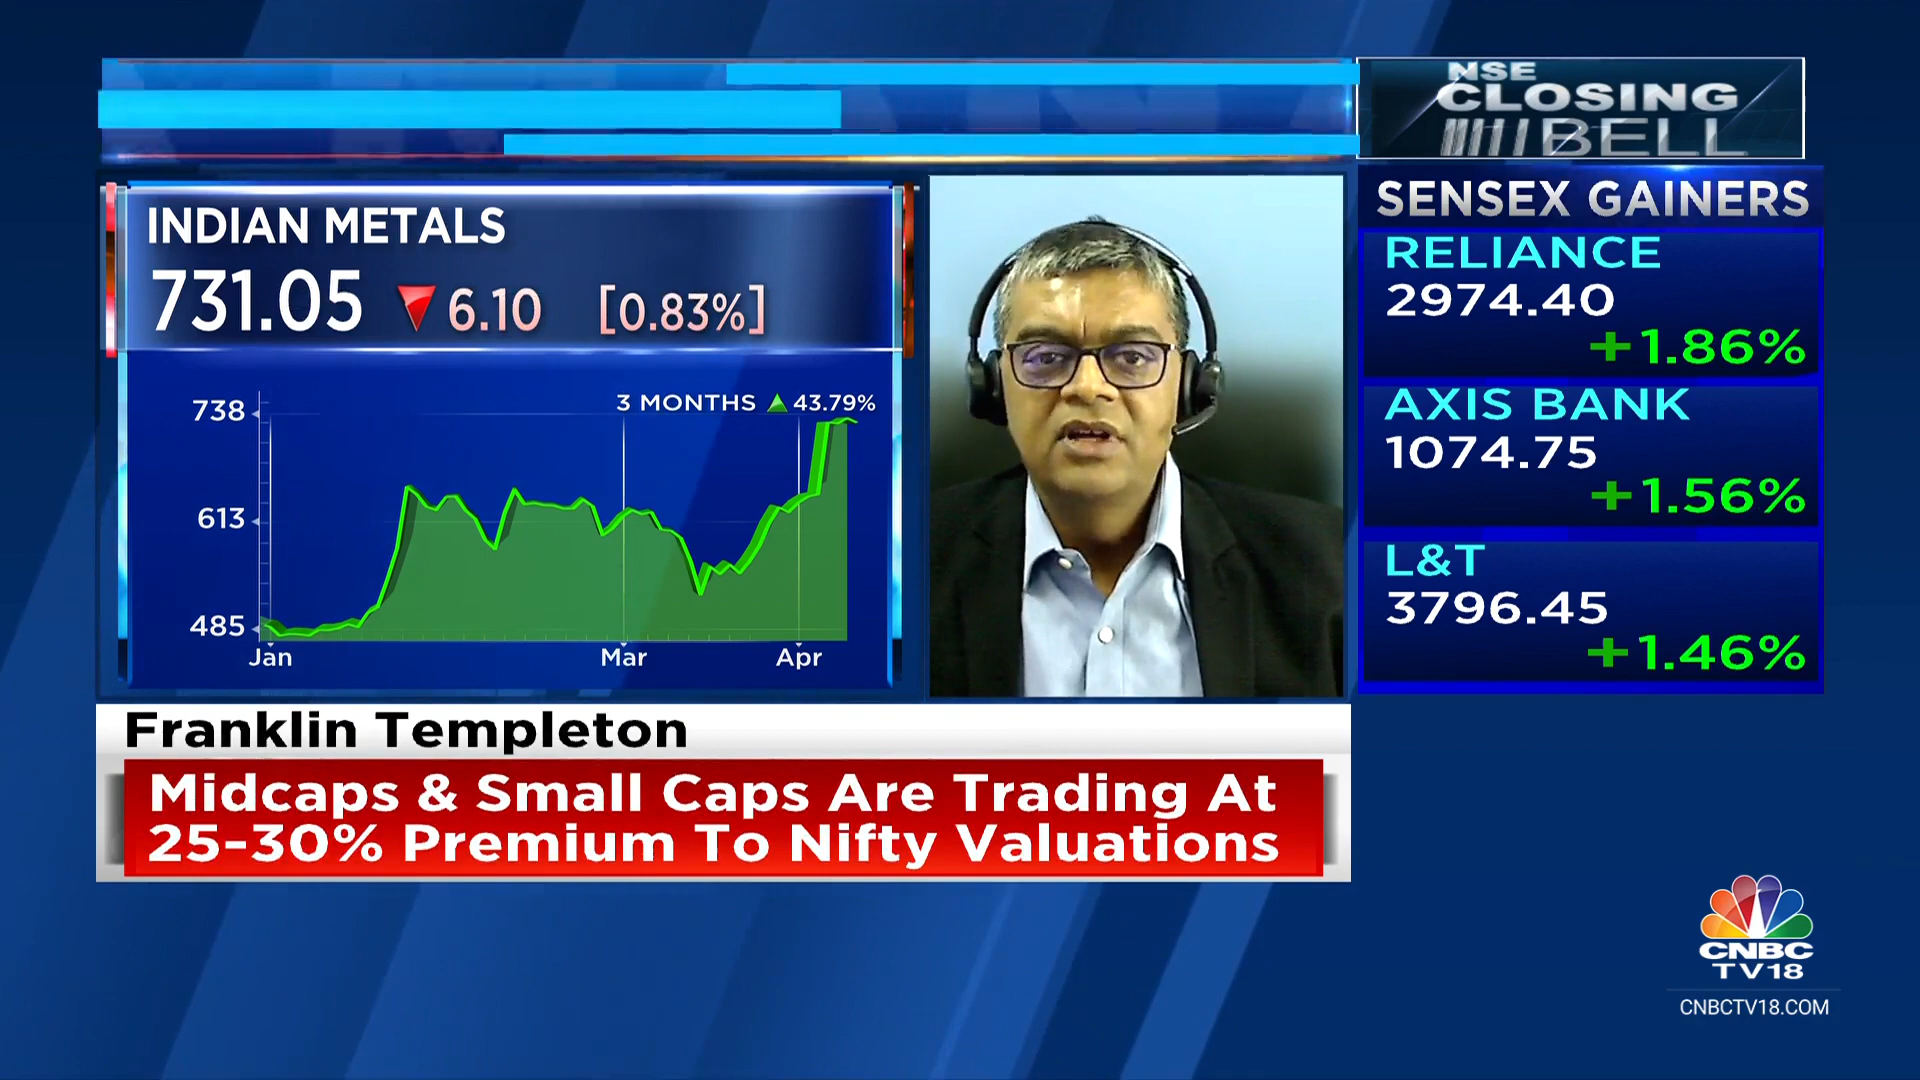 NSE
CLOSING
BELL
INDIAN METALS
731.05 ▼ 6.10 [0.83%]
3 MONTHS ▲ 43.79%
738
613
485
Jan Mar Apr
SENSEX GAINERS
RELIANCE
2974.40
+1.86%
AXIS BANK
1074.75
+1.56%
L&T
3796.45
+1.46%
Franklin Templeton
Midcaps & Small Caps Are Trading At
25-30% Premium To Nifty Valuations
CNBC
TV18
CNBCTV18.COM